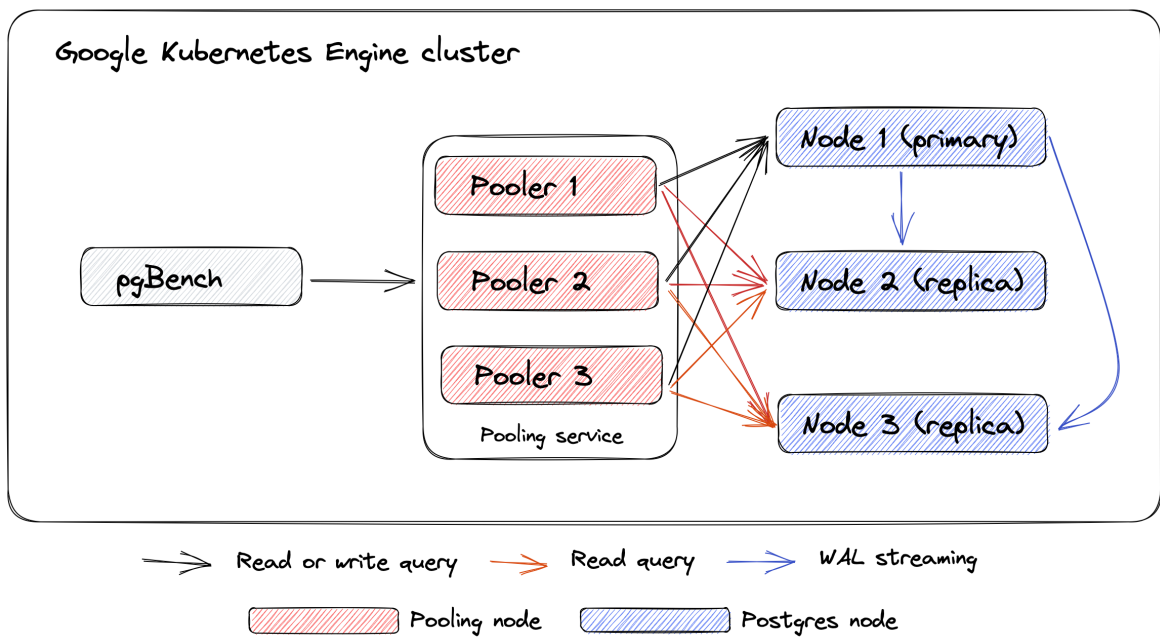 Google Kubernetes Engine cluster
Node 1 (primary)
Pooler 1
pgBench
Pooler 2
Node 2 (replica)
Pooler 3
Node 3 (replica)
Pooling service
Read or write query
Read query
WAL streaming
Pooling node
Postgres node